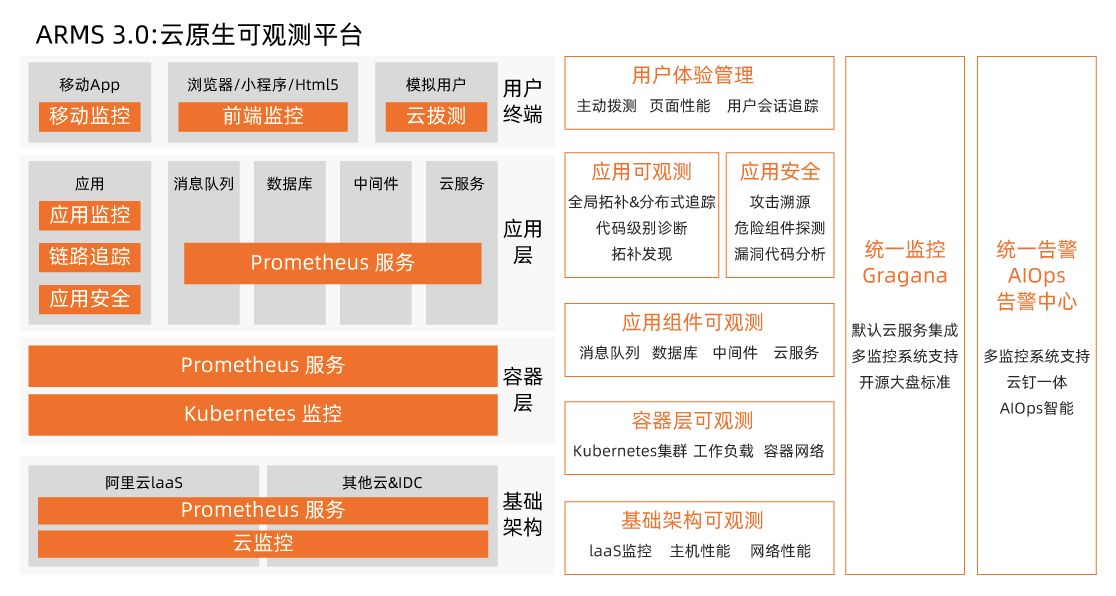 ARMS 3.0:云原生可观测平台
移动App
移动监控
浏览器/小程序/Html5
前端监控
模拟用户
云拨测
用户
终端
应用
应用监控
链路追踪
应用安全
消息队列
数据库
中间件
云服务
Prometheus 服务
应用
层
Prometheus 服务
Kubernetes 监控
容器
层
阿里云laaS
其他云&IDC
Prometheus 服务
云监控
基础
架构
用户体验管理
主动拨测 页面性能 用户会话追踪
应用可观测
全局拓补&分布式追踪
代码级别诊断
拓补发现
应用安全
攻击溯源
危险组件探测
漏洞代码分析
应用组件可观测
消息队列 数据库 中间件 云服务
容器层可观测
Kubernetes集群 工作负载 容器网络
基础架构可观测
laaS监控 主机性能 网络性能
统一监控
Gragana
默认云服务集成
多监控系统支持
开源大盘标准
统一告警
AIOps
告警中心
多监控系统支持
云钉一体
AIOps智能